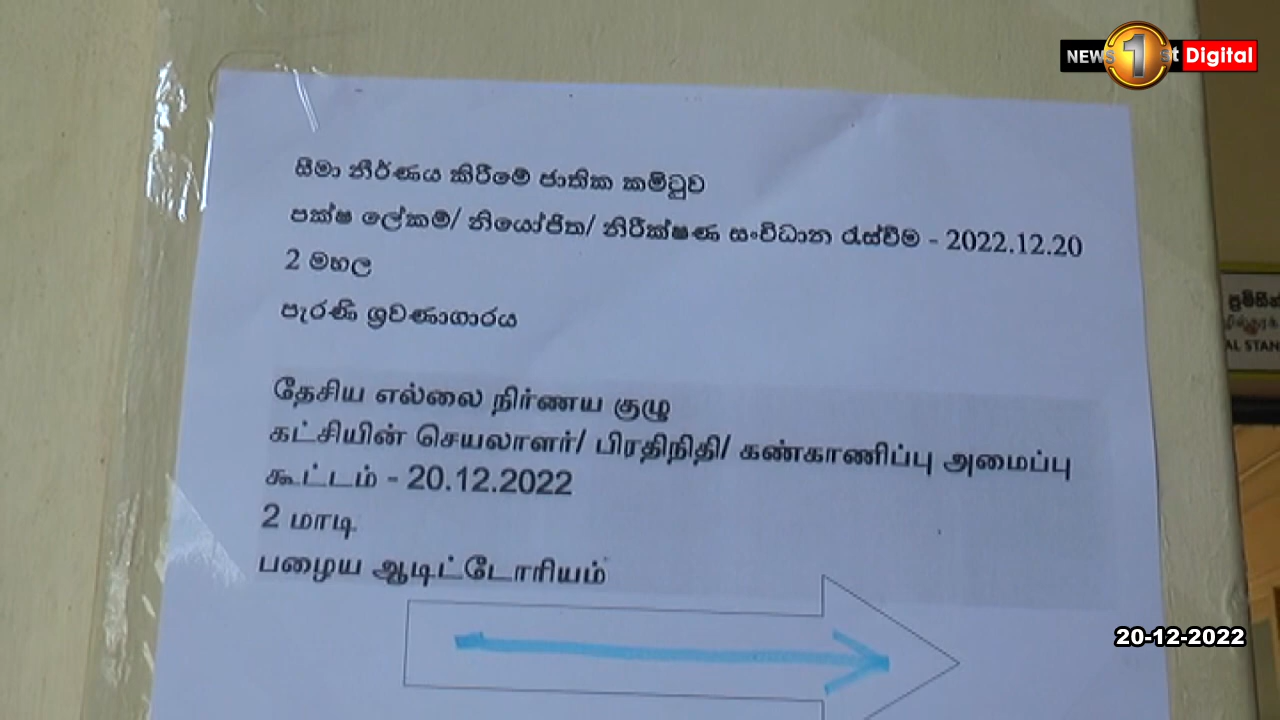 NEWS 1st Digital
සීමා නිර්ණය කිරීමේ ජාතික කමිටුව
පක්ෂ ලේකම්/ නියෝජිත/ නිරීක්ෂණ සංවිධාන රැස්වීම - 2022.12.20
2 මහල
පැරණි ශ්‍රවණාගාරය
தேசிய எல்லை நிர்ணய குழு
கட்சியின் செயலாளர்/ பிரதிநிதி/ கண்காணிப்பு அமைப்பு
கூட்டம் - 20.12.2022
2 மாடி
பழைய ஆடிட்டோரியம்
20-12-2022